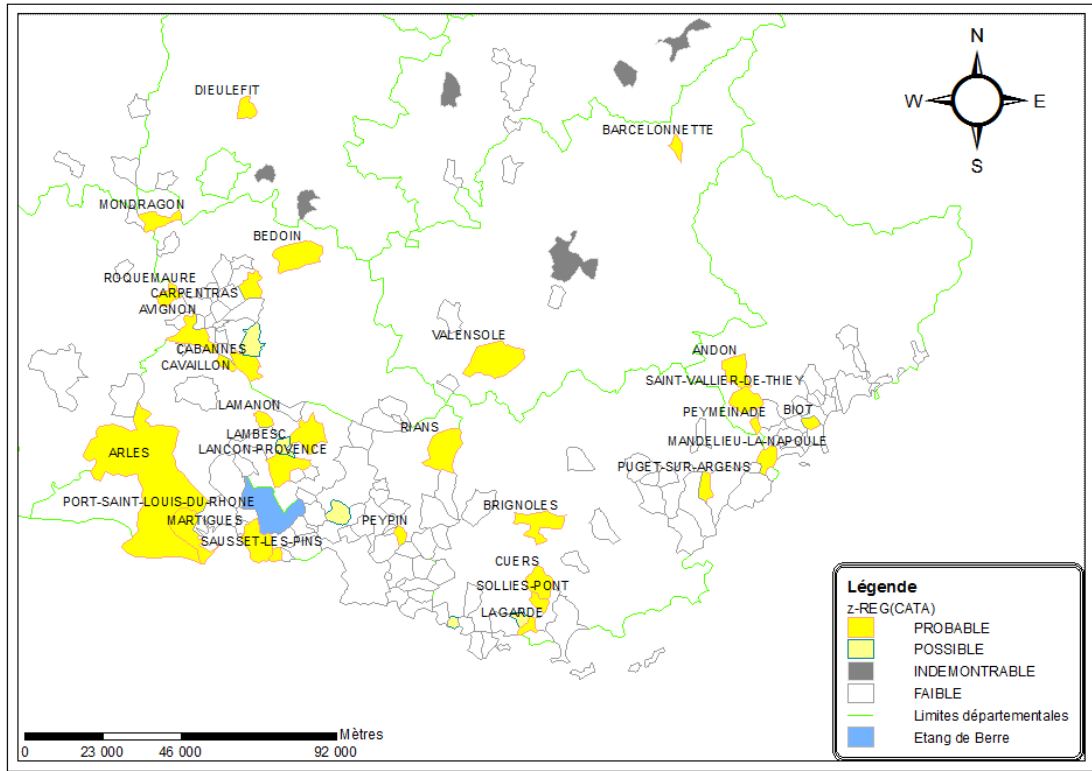 N
W
E
S
DIEULEFIT
BARCELONNETTE
MONDRAGON
BEDOIN
ROQUEMAURE
CARPENTRAS
AVIGNON
VALENSOLE
CABANNES
CAVAILLON
ANDON
SAINT-VALLIER-DE-THIEY
LAMANON
PEYMEINADE
BIOT
LAMBESC
RIANS
MANDELIEU-LA-NAPOULE
LANCON-PROVENCE
ARLES
PUGET-SUR-ARGENS
PORT-SAINT-LOUIS-DU-RHONE
BRIGNOLES
MARTIGUES
PEYPIN
SAUSSET-LES-PINS
CUERS
SOLLIES-PONT
LA GARDE
Légende
z-REG(CATA)
PROBABLE
POSSIBLE
INDEMONTRABLE
FAIBLE
Limites départementales
Etang de Berre
Mètres
0 23 000 46 000 92 000